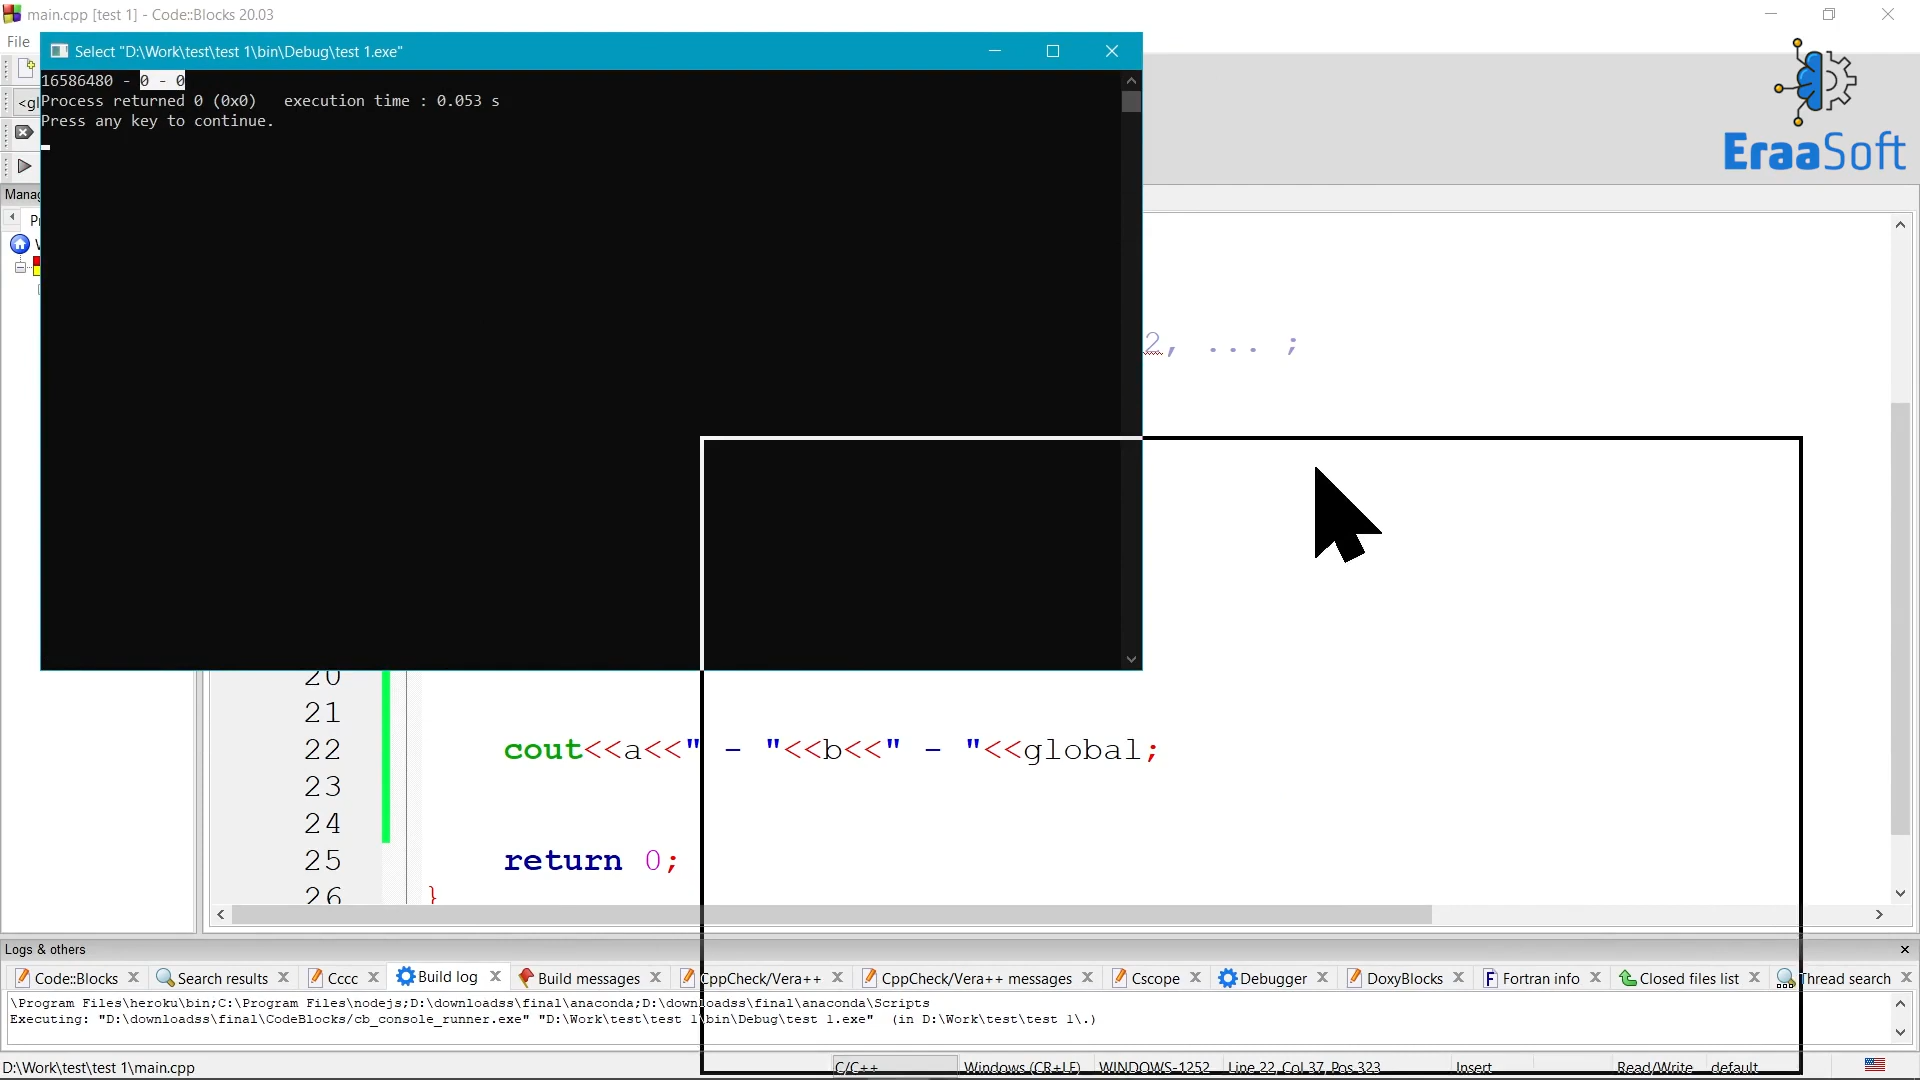 main.cpp [test 1] - Code::Blocks 20.03
File
Select "D:\Work\test\test 1\bin\Debug\test 1.exe"
16586480 - 0 - 0
Process returned 0 (0x0)   execution time : 0.053 s
Press any key to continue.
EraaSoft
<gl
Manag
2, ... ;
20
21
22 cout<<a<<" - "<<b<<" - "<<global;
23
24
25 return 0;
26 }
Logs & others
Code::Blocks Search results Cccc Build log Build messages CppCheck/Vera++ CppCheck/Vera++ messages Cscope Debugger DoxyBlocks Fortran info Closed files list Thread search
\Program Files\heroku\bin;C:\Program Files\nodejs;D:\downloadss\final\anaconda;D:\downloadss\final\anaconda\Scripts
Executing: "D:\downloadss\final\CodeBlocks/cb_console_runner.exe" "D:\Work\test\test 1\bin\Debug\test 1.exe"  (in D:\Work\test\test 1\.)
D:\Work\test\test 1\main.cpp C/C++ Windows (CR+LF) WINDOWS-1252 Line 22, Col 37, Pos 323 Insert Read/Write default